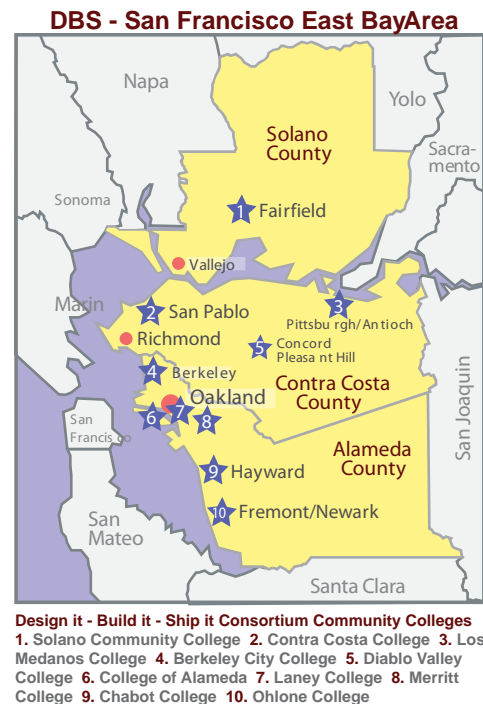 DBS - San Francisco East BayArea
Napa
Yolo
Solano
County
Sacra-
mento
Sonoma
1 Fairfield
Vallejo
Marin
2 San Pablo
3
Pittsbu rgh/Antioch
Richmond
5 Concord
Pleasa nt Hill
4 Berkeley
Contra Costa
County
Oakland
6 7 8
San
Francis co
San Joaquin
Alameda
County
9 Hayward
10 Fremont/Newark
San
Mateo
Santa Clara
Design it - Build it - Ship it Consortium Community Colleges
1. Solano Community College 2. Contra Costa College 3. Los
Medanos College 4. Berkeley City College 5. Diablo Valley
College 6. College of Alameda 7. Laney College 8. Merritt
College 9. Chabot College 10. Ohlone College